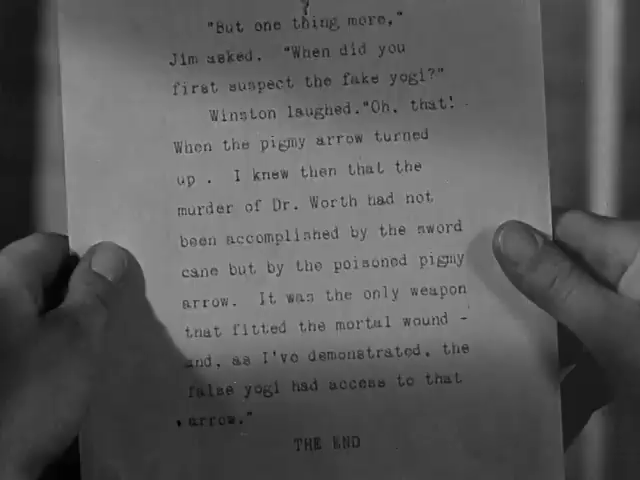 "But one thing more,"
Jim asked. "When did you
first suspect the fake yogi?"
Winston laughed. "Oh, that!
When the pigmy arrow turned
up . I knew then that the
murder of Dr. Worth had not
been accomplished by the sword
cane but by the poisoned pigmy
arrow. It was the only weapon
that fitted the mortal wound -
and, as I've demonstrated, the
false yogi had access to that
arrow."
THE END